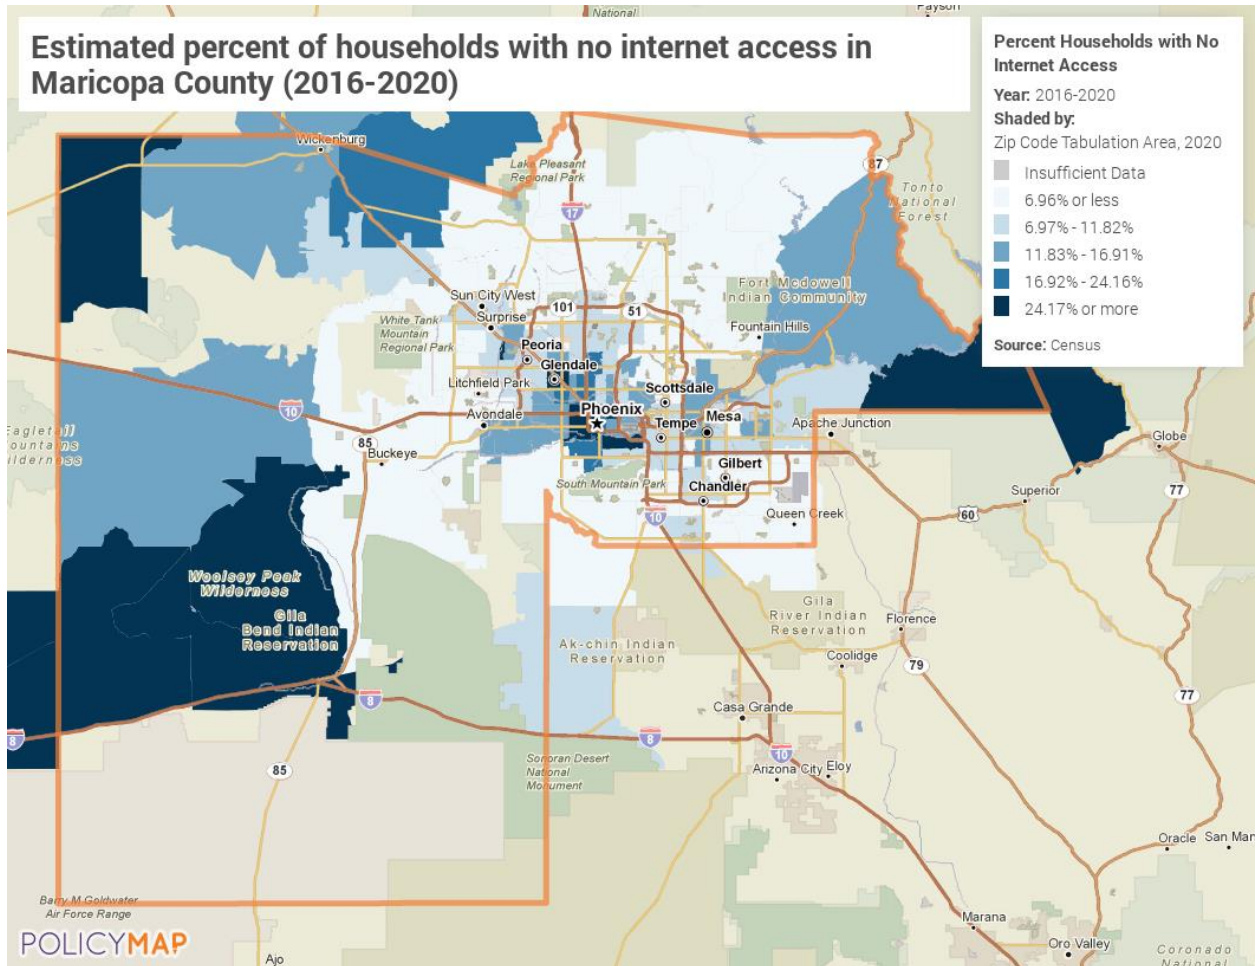 National
Payson
Estimated percent of households with no internet access in
Maricopa County (2016-2020)
Percent Households with No
Internet Access
Year: 2016-2020
Shaded by:
Zip Code Tabulation Area, 2020
Insufficient Data
6.96% or less
6.97% - 11.82%
11.83% - 16.91%
16.92% - 24.16%
24.17% or more
Source: Census
Wickenburg
Lake Pleasant
Regional Park
87
Tonto
National
Forest
17
Sun City West
Surprise
101
51
Fort Mcdowell
Indian Community
Fountain Hills
White Tank
Mountain
Regional Park
Peoria
Glendale
Litchfield Park
Scottsdale
10
Avondale
Phoenix
Tempe
Mesa
Apache Junction
85
Buckeye
Globe
Gilbert
South Mountain Park
Chandler
Superior
77
10
Queen Creek
60
Woolsey Peak
Wilderness
Gila
Bend Indian
Reservation
Gila
River Indian
Reservation
Florence
Ak-chin Indian
Reservation
Coolidge
79
77
8
Casa Grande
8
8
10
Arizona City
Eloy
85
Sonoran Desert
National
Monument
Oracle
San Man
Barry M Goldwater
Air Force Range
Marana
Oro Valley
Coronado
National
POLICYMAP
Ajo